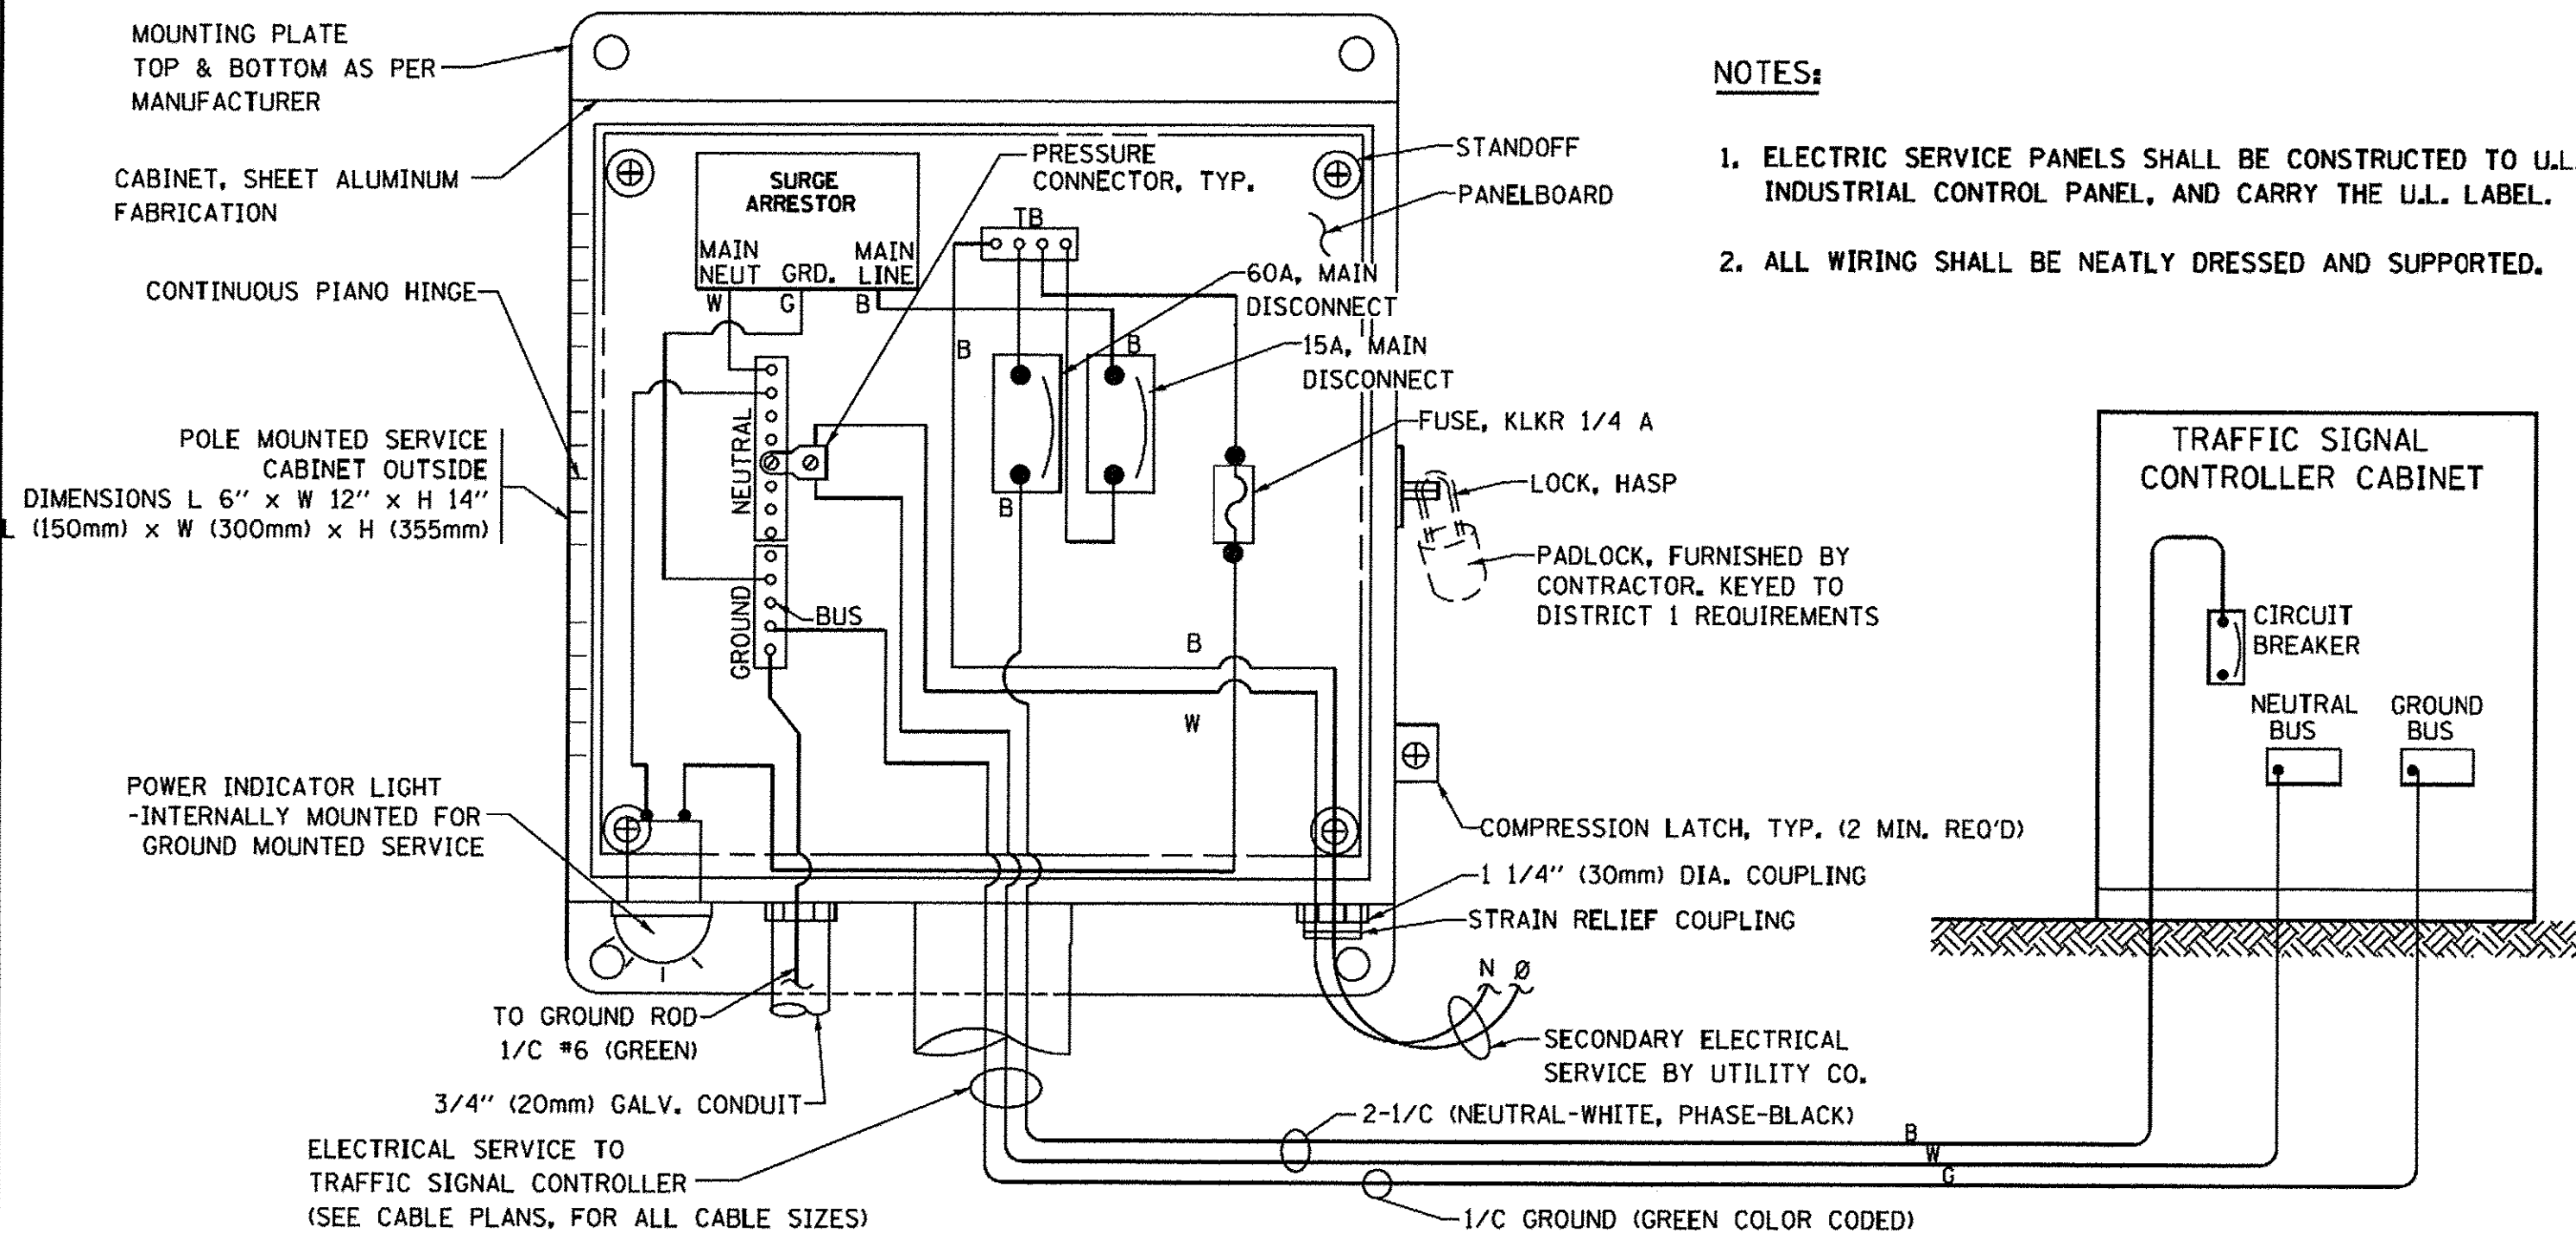 MOUNTING PLATE
TOP & BOTTOM AS PER
MANUFACTURER
CABINET, SHEET ALUMINUM
FABRICATION
CONTINUOUS PIANO HINGE
POLE MOUNTED SERVICE
CABINET OUTSIDE
DIMENSIONS L 6" x W 12" x H 14"
L (150mm) x W (300mm) x H (355mm)
POWER INDICATOR LIGHT
-INTERNALLY MOUNTED FOR
GROUND MOUNTED SERVICE
SURGE
ARRESTOR
MAIN
NEUT
GRD.
MAIN
LINE
W
G
B
PRESSURE
CONNECTOR, TYP.
TB
B
B
B
NEUTRAL
GROUND
BUS
B
W
STANDOFF
PANELBOARD
60A, MAIN
DISCONNECT
15A, MAIN
DISCONNECT
FUSE, KLKR 1/4 A
LOCK, HASP
PADLOCK, FURNISHED BY
CONTRACTOR. KEYED TO
DISTRICT 1 REQUIREMENTS
COMPRESSION LATCH, TYP. (2 MIN. REQ'D)
1 1/4" (30mm) DIA. COUPLING
STRAIN RELIEF COUPLING
N Ø
SECONDARY ELECTRICAL
SERVICE BY UTILITY CO.
TO GROUND ROD
1/C #6 (GREEN)
3/4" (20mm) GALV. CONDUIT
ELECTRICAL SERVICE TO
TRAFFIC SIGNAL CONTROLLER
(SEE CABLE PLANS, FOR ALL CABLE SIZES)
2-1/C (NEUTRAL-WHITE, PHASE-BLACK)
B
W
G
1/C GROUND (GREEN COLOR CODED)
NOTES:
1. ELECTRIC SERVICE PANELS SHALL BE CONSTRUCTED TO U.L.
INDUSTRIAL CONTROL PANEL, AND CARRY THE U.L. LABEL.
2. ALL WIRING SHALL BE NEATLY DRESSED AND SUPPORTED.
TRAFFIC SIGNAL
CONTROLLER CABINET
CIRCUIT
BREAKER
NEUTRAL
BUS
GROUND
BUS